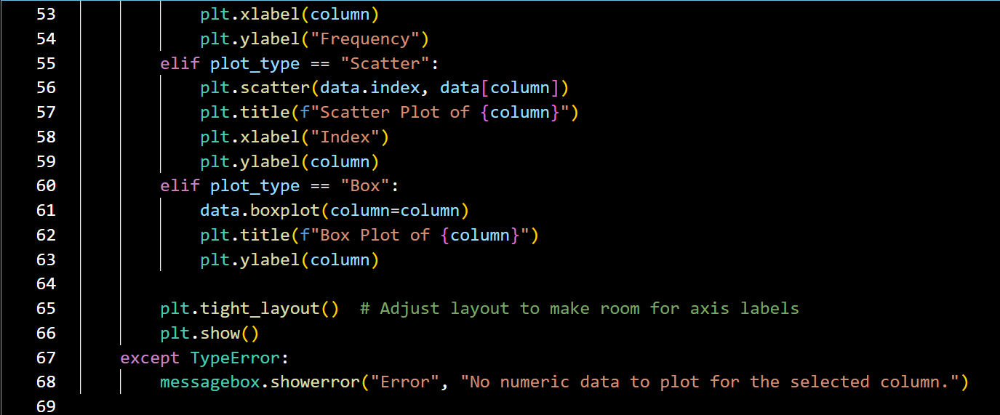 53 plt.xlabel(column)
54 plt.ylabel("Frequency")
55 elif plot_type == "Scatter":
56 plt.scatter(data.index, data[column])
57 plt.title(f"Scatter Plot of {column}")
58 plt.xlabel("Index")
59 plt.ylabel(column)
60 elif plot_type == "Box":
61 data.boxplot(column=column)
62 plt.title(f"Box Plot of {column}")
63 plt.ylabel(column)
64
65 plt.tight_layout()  # Adjust layout to make room for axis labels
66 plt.show()
67 except TypeError:
68 messagebox.showerror("Error", "No numeric data to plot for the selected column.")
69